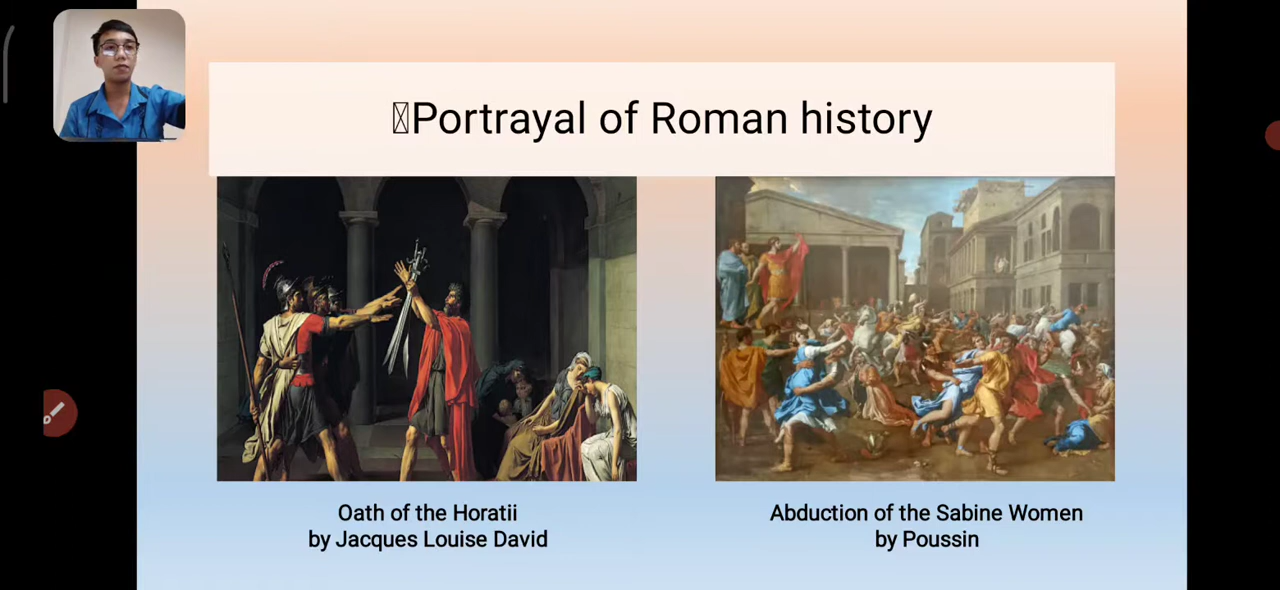 Portrayal of Roman history
Oath of the Horatii
by Jacques Louise David
Abduction of the Sabine Women
by Poussin